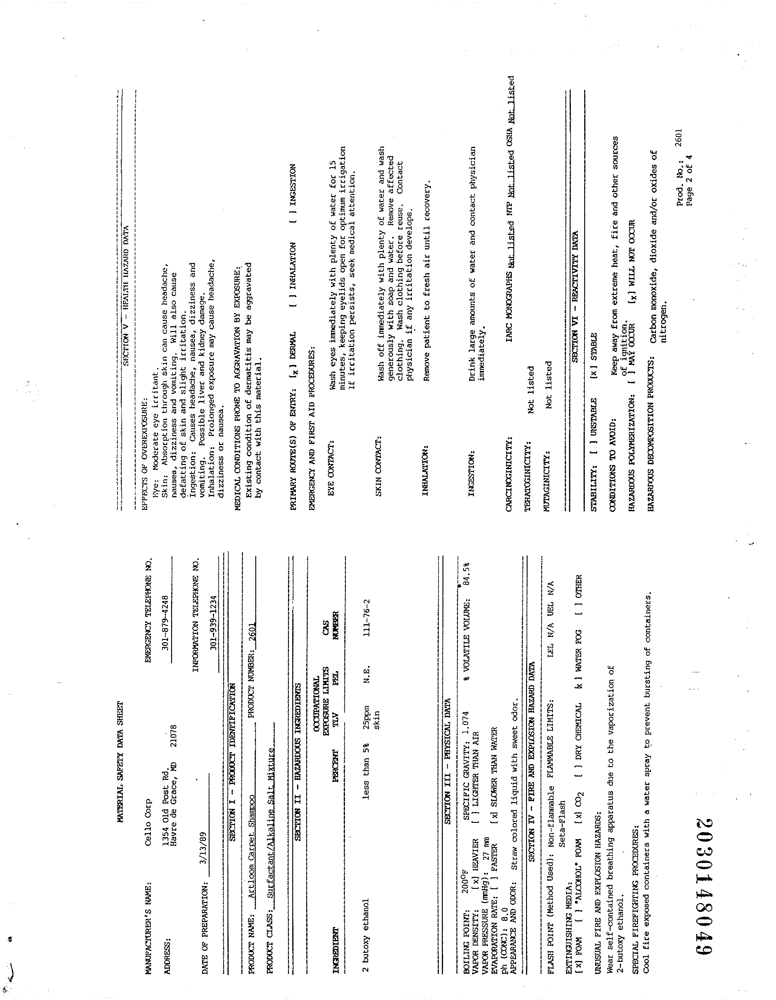 MATERIAL SAFETY DATA SHEET
MANUFACTURER'S NAME: Cello Corp EMERGENCY TELEPHONE NO.
ADDRESS: 1354 Old Post Rd. 301-879-4248
Havre de Grace, MD 21078
INFORMATION TELEPHONE NO.
DATE OF PREPARATION: 3/13/89 301-939-1234
SECTION I - PRODUCT IDENTIFICATION
PRODUCT NAME: Artloom Carpet Shampoo PRODUCT NUMBER: 2601
PRODUCT CLASS: Surfactant/Alkaline Salt Mixture
SECTION II - HAZARDOUS INGREDIENTS
OCCUPATIONAL
EXPOSURE LIMITS CAS
INGREDIENT PERCENT TLV PEL NUMBER
2 butoxy ethanol less than 5% 25ppm N.E. 111-76-2
skin
SECTION III - PHYSICAL DATA
BOILING POINT: 200°F SPECIFIC GRAVITY: 1.074 % VOLATILE VOLUME: 84.5%
VAPOR DENSITY: [x] HEAVIER [ ] LIGHTER THAN AIR
VAPOR PRESSURE (mmHg): 27 mm
EVAPORATION RATE: [ ] FASTER [x] SLOWER THAN WATER
ph (CONC): 8.0
APPEARANCE AND ODOR: Straw colored liquid with sweet odor.
SECTION IV - FIRE AND EXPLOSION HAZARD DATA
FLASH POINT (Method Used): Non-flammable FLAMMABLE LIMITS: LEL N/A UEL N/A
Seta-Flash
EXTINGUISHING MEDIA:
[x] FOAM [ ] "ALCOHOL" FOAM [x] CO2 [ ] DRY CHEMICAL [x] WATER FOG [ ] OTHER
UNUSUAL FIRE AND EXPLOSION HAZARDS:
Wear self-contained breathing apparatus due to the vaporization of
2-butoxy ethanol.
SPECIAL FIREFIGHTING PROCEDURES:
Cool fire exposed containers with a water spray to prevent bursting of containers.
2030148049
SECTION V - HEALTH HAZARD DATA
EFFECTS OF OVEREXPOSURE:
Eye: Moderate eye irritant.
Skin: Absorption through skin can cause headache,
nausea, dizziness and vomiting. Will also cause
defatting of skin and slight irritation.
Ingestion: Causes headache, nausea, dizziness and
vomiting. Possible liver and kidney damage.
Inhalation: Prolonged exposure may cause headache,
dizziness or nausea.
MEDICAL CONDITIONS PRONE TO AGGRAVATION BY EXPOSURE:
Existing condition of dermatitis may be aggravated
by contact with this material.
PRIMARY ROUTE(S) OF ENTRY: [x] DERMAL [ ] INHALATION [ ] INGESTION
EMERGENCY AND FIRST AID PROCEDURES:
EYE CONTACT: Wash eyes immediately with plenty of water for 15
minutes, keeping eyelids open for optimum irrigation
If irritation persists, seek medical attention.
SKIN CONTACT: Wash off immediately with plenty of water and wash
generously with soap and water. Remove affected
clothing. Wash clothing before reuse. Contact
physician if any irritation develops.
INHALATION: Remove patient to fresh air until recovery.
INGESTION: Drink large amounts of water and contact physician
immediately.
CARCINOGINICITY: IARC MONOGRAPHS Not listed NTP Not listed OSHA Not listed
TERATOGINICITY: Not listed
MUTAGINICITY: Not listed
SECTION VI - REACTIVITY DATA
STABILITY: [ ] UNSTABLE [X] STABLE
CONDITIONS TO AVOID: Keep away from extreme heat, fire and other sources
of ignition.
HAZARDOUS POLYMERIZATION: [ ] MAY OCCUR [x] WILL NOT OCCUR
HAZARDOUS DECOMPOSITION PRODUCTS: Carbon monoxide, dioxide and/or oxides of
nitrogen.
Prod. No.: 2601
Page 2 of 4